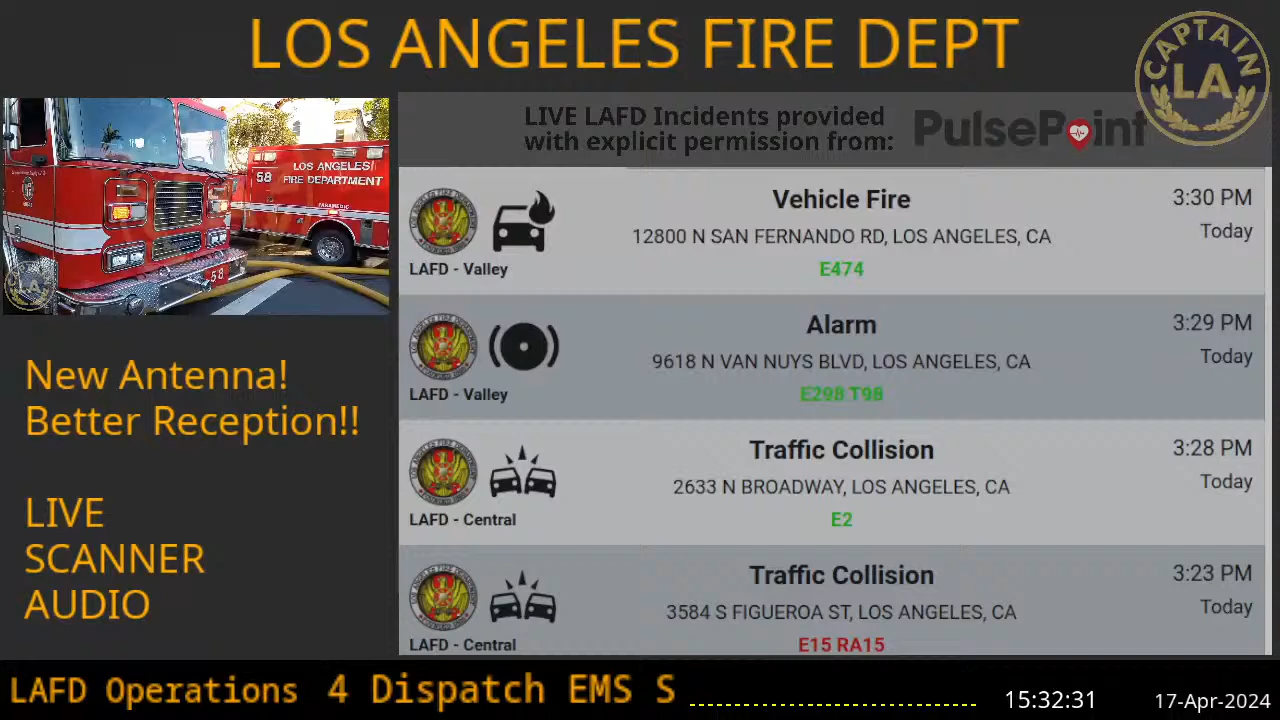 LOS ANGELES FIRE DEPT
CAPTAIN
LA
LIVE LAFD Incidents provided
with explicit permission from:
PulsePoint
58
LOS ANGELES
FIRE DEPARTMENT
PARAMEDIC
58
LA
New Antenna!
Better Reception!!
LIVE
SCANNER
AUDIO
Vehicle Fire
3:30 PM
12800 N SAN FERNANDO RD, LOS ANGELES, CA
Today
LAFD - Valley
E474
Alarm
3:29 PM
9618 N VAN NUYS BLVD, LOS ANGELES, CA
Today
LAFD - Valley
E298 T98
Traffic Collision
3:28 PM
2633 N BROADWAY, LOS ANGELES, CA
Today
LAFD - Central
E2
Traffic Collision
3:23 PM
3584 S FIGUEROA ST, LOS ANGELES, CA
Today
LAFD - Central
E15 RA15
LAFD Operations 4 Dispatch EMS S
15:32:31
17-Apr-2024